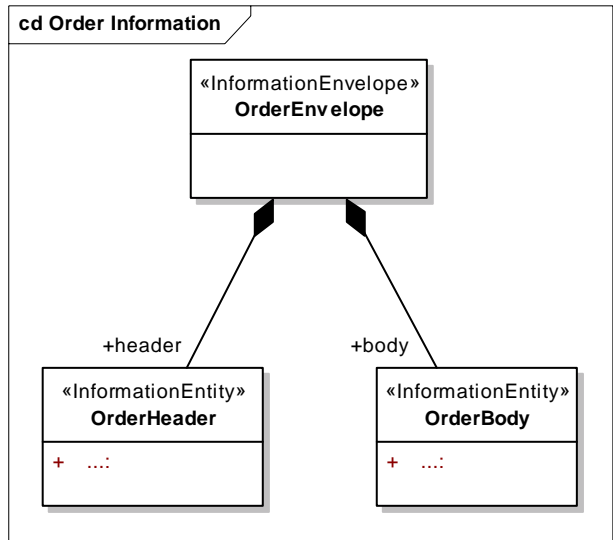 cd Order Information
«InformationEnvelope»
OrderEnvelope
+header
+body
«InformationEntity»
OrderHeader
+ ...:
«InformationEntity»
OrderBody
+ ...: